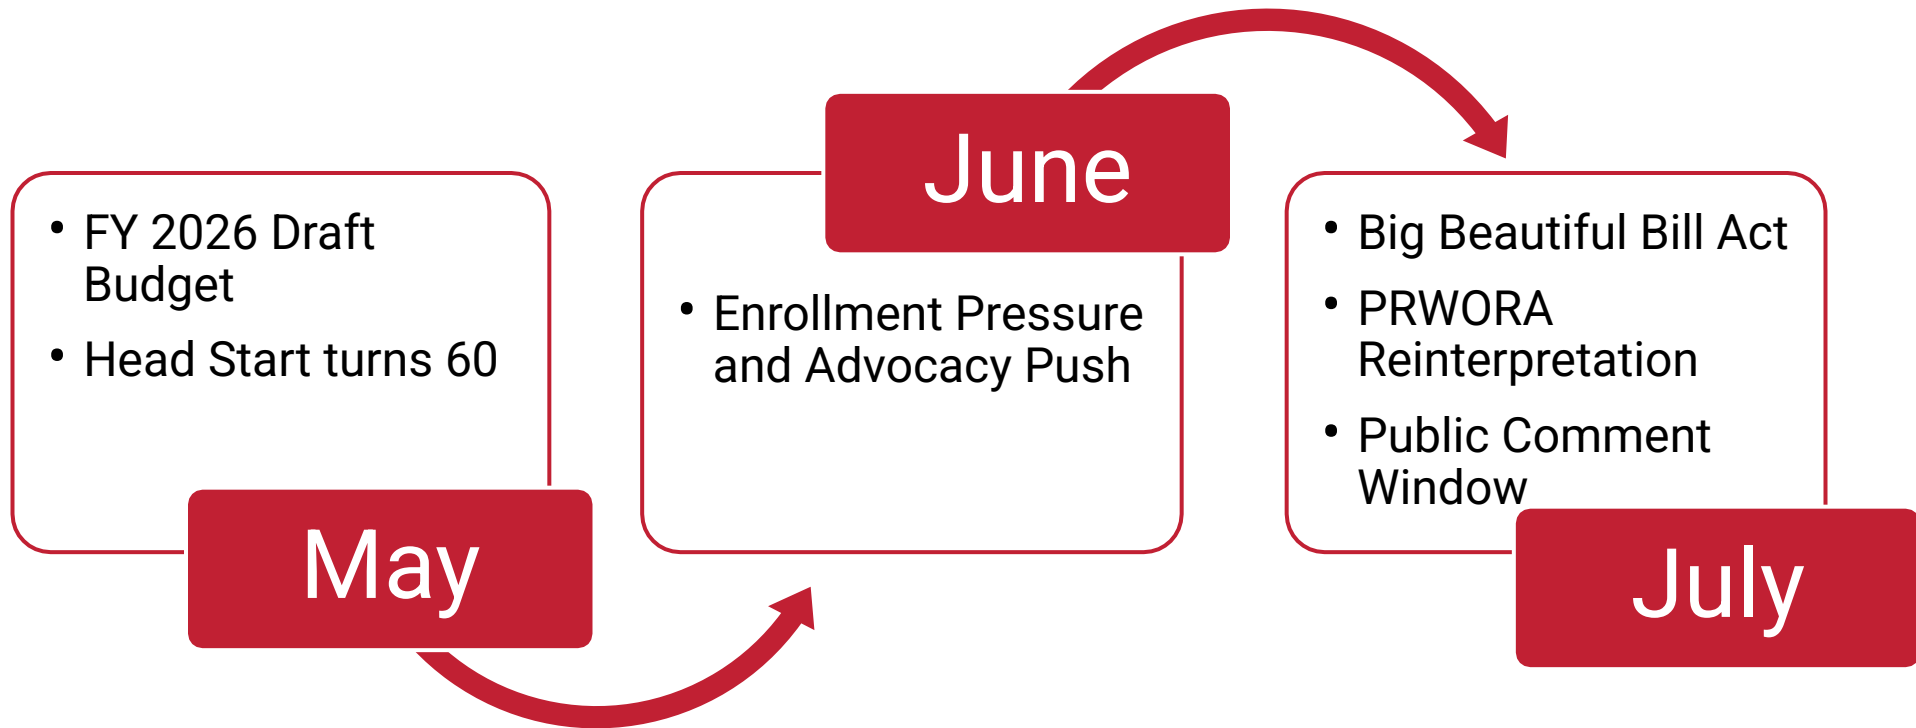 • FY 2026 Draft
Budget
• Head Start turns 60
May
June
• Enrollment Pressure
and Advocacy Push
• Big Beautiful Bill Act
• PRWORA
Reinterpretation
• Public Comment
Window
July